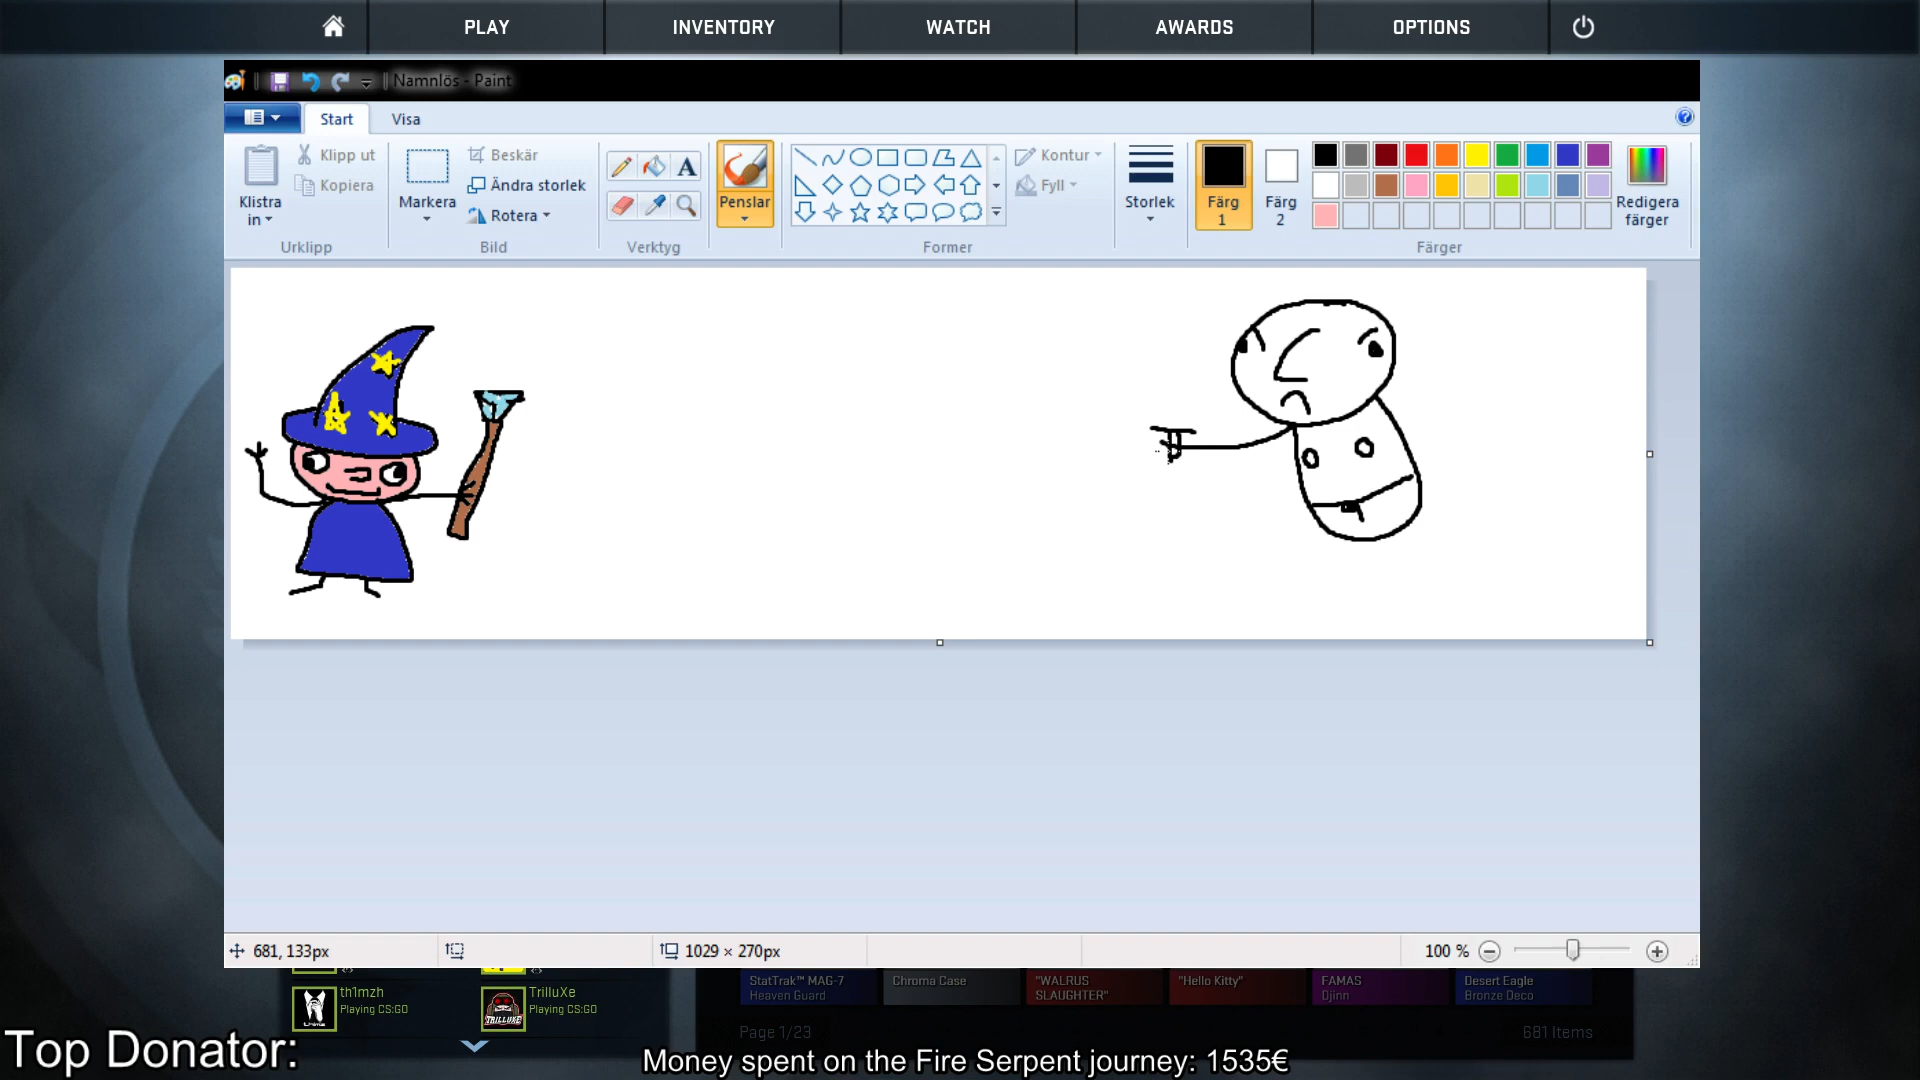 PLAY
INVENTORY
WATCH
AWARDS
OPTIONS
Namnlös - Paint
Start
Visa
Klistra in
Klipp ut
Kopiera
Urklipp
Markera
Beskär
Ändra storlek
Rotera
Bild
A
Verktyg
Penslar
Kontur
Fyll
Former
Storlek
Färg 1
Färg 2
Redigera färger
Färger
681, 133px
1029 × 270px
100 %
th1mzh
Playing CS:GO
TrilluXe
Playing CS:GO
TRILLUXE
StatTrak™ MAG-7
Heaven Guard
Chroma Case
"WALRUS
SLAUGHTER"
"Hello Kitty"
FAMAS
Djinn
Desert Eagle
Bronze Deco
Page 1/23
681 Items
Top Donator:
Money spent on the Fire Serpent journey: 1535€